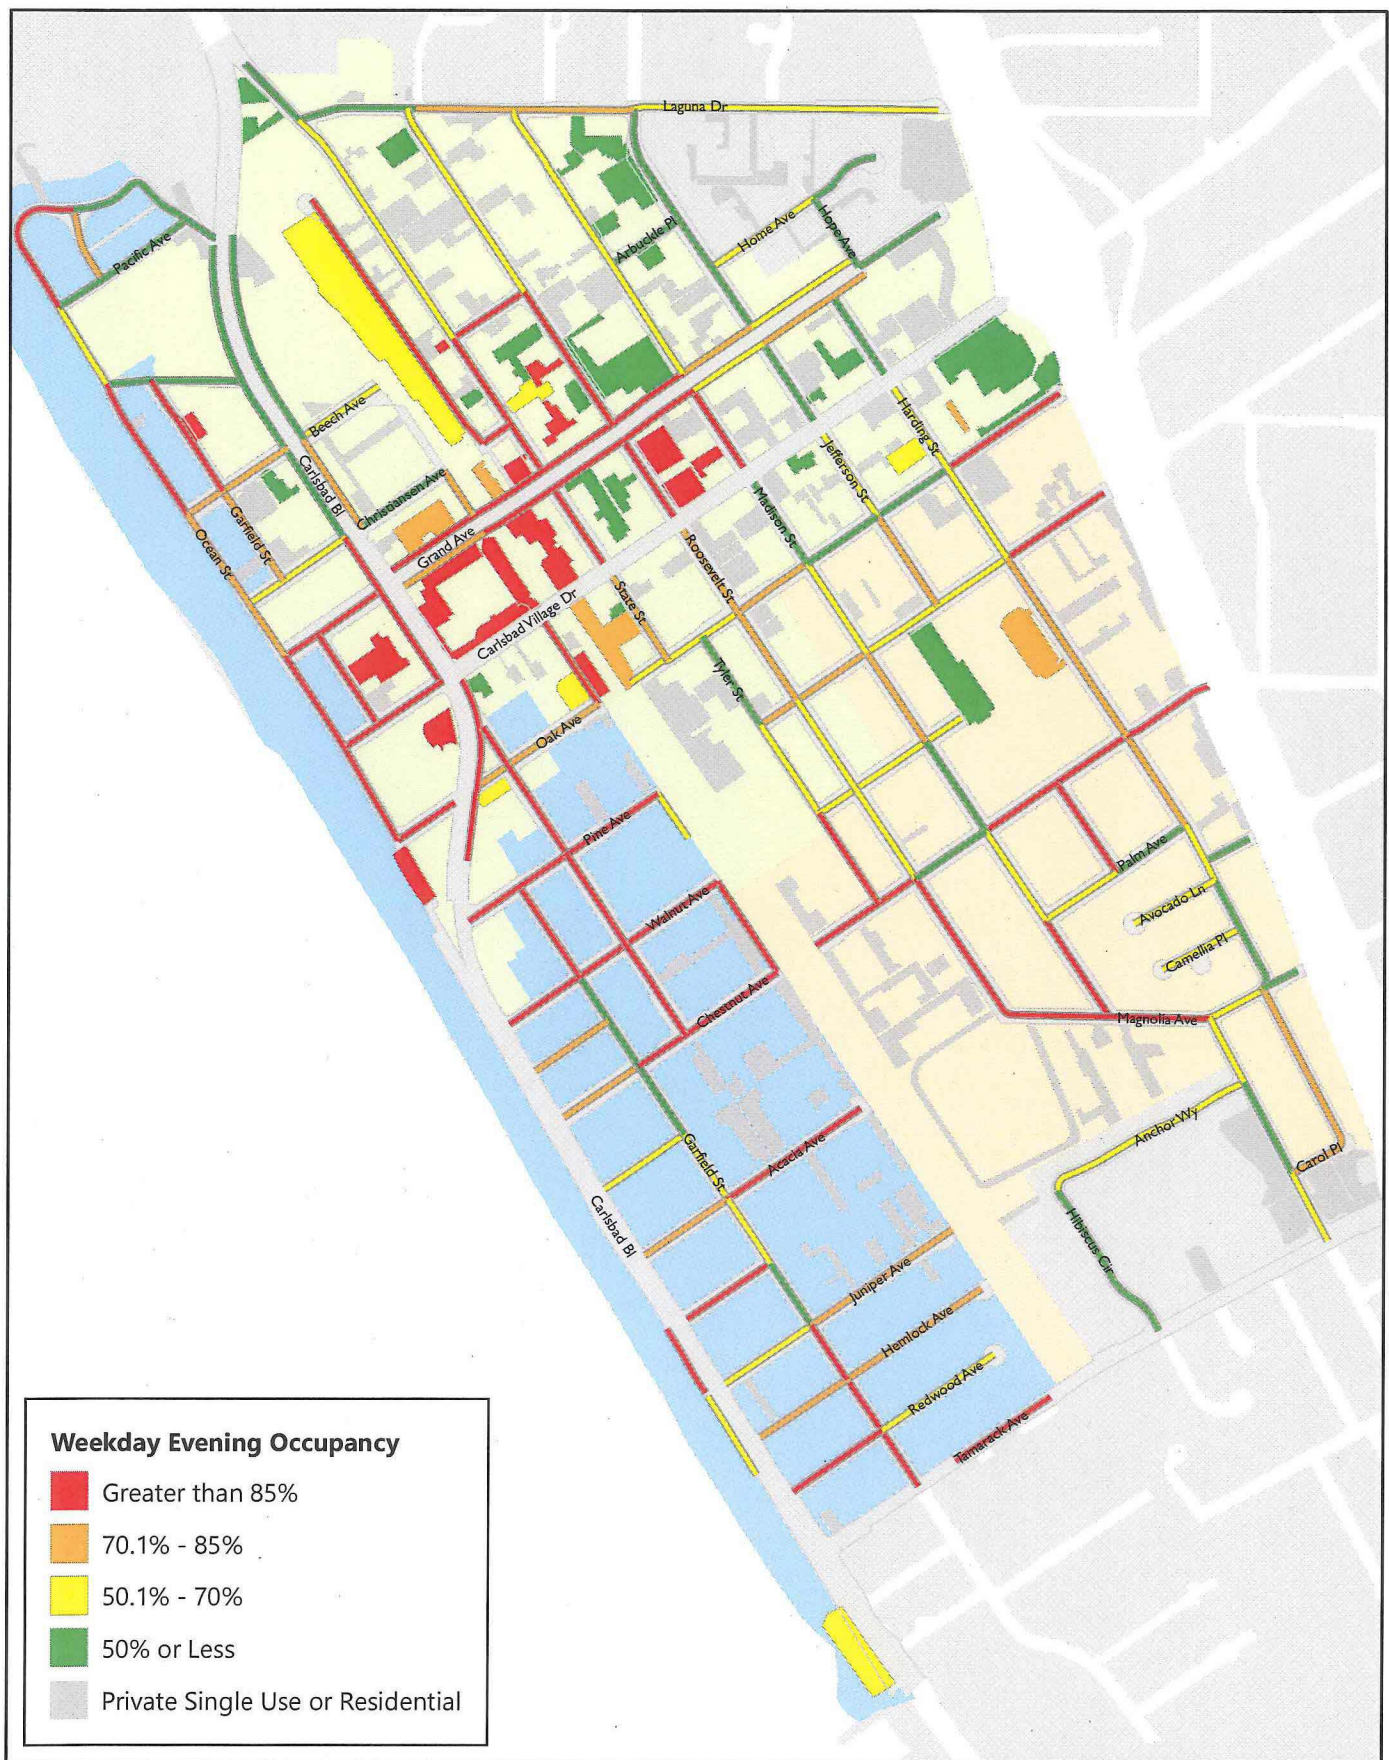 Laguna Dr
Home Ave
Hope Ave
Arbuckle Pl
Pacific Ave
Beech Ave
Carlsbad Bl
Christiansen Ave
Garfield St
Ocean St
Grand Ave
Harding St
Jefferson St
Madison St
Roosevelt St
State St
Carlsbad Village Dr
Tyler St
Oak Ave
Pine Ave
Palm Ave
Walnut Ave
Avocado Ln
Camellia Pl
Chestnut Ave
Magnolia Ave
Anchor Wy
Garfield St
Acacia Ave
Carol Pl
Carlsbad Bl
Hibiscus Cir
Juniper Ave
Hemlock Ave
Redwood Ave
Tamarack Ave
Weekday Evening Occupancy
Greater than 85%
70.1% - 85%
50.1% - 70%
50% or Less
Private Single Use or Residential